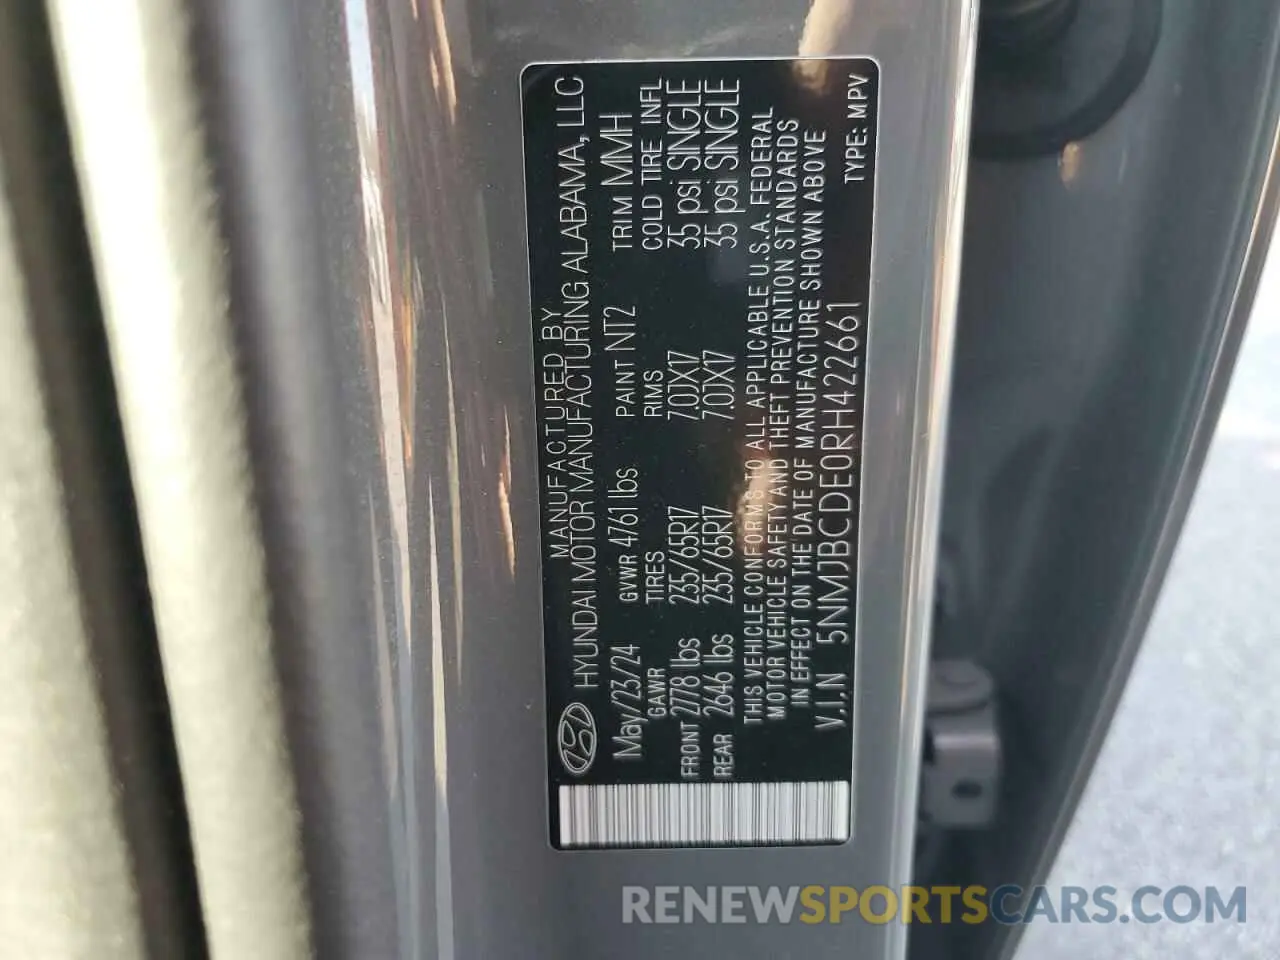 MANUFACTURED BY
HYUNDAI MOTOR MANUFACTURING ALABAMA, LLC
May/23/24 GVWR 4761 lbs PAINT NT2 TRIM MMH
GAWR TIRES RIMS COLD TIRE INFL
FRONT 2778 lbs 235/65R17 7.0JX17 35 psi SINGLE
REAR 2646 lbs 235/65R17 7.0JX17 35 psi SINGLE
THIS VEHICLE CONFORMS TO ALL APPLICABLE U.S.A. FEDERAL
MOTOR VEHICLE SAFETY AND THEFT PREVENTION STANDARDS
IN EFFECT ON THE DATE OF MANUFACTURE SHOWN ABOVE
V.I.N 5NMJBCDE0RH422661 TYPE: MPV
RENEWSPORTSCARS.COM